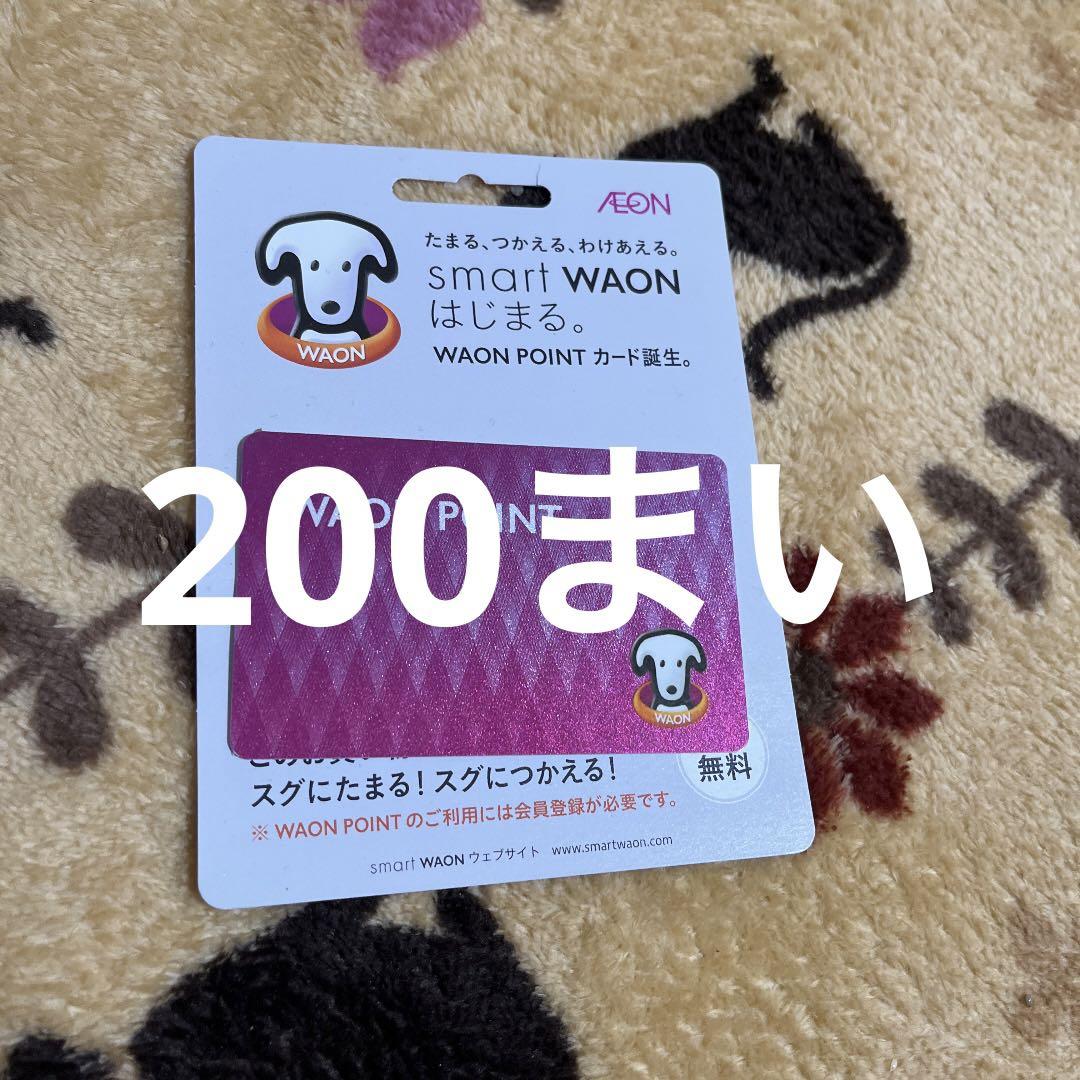 ÆON
たまる、つかえる、わけあえる。
smart WAON
はじまる。
WAON POINT カード誕生。
WAON
200まい
WAON POINT
WAON
スグにたまる！スグにつかえる！
無料
※ WAON POINT のご利用には会員登録が必要です。
smart WAON ウェブサイト www.smartwaon.com